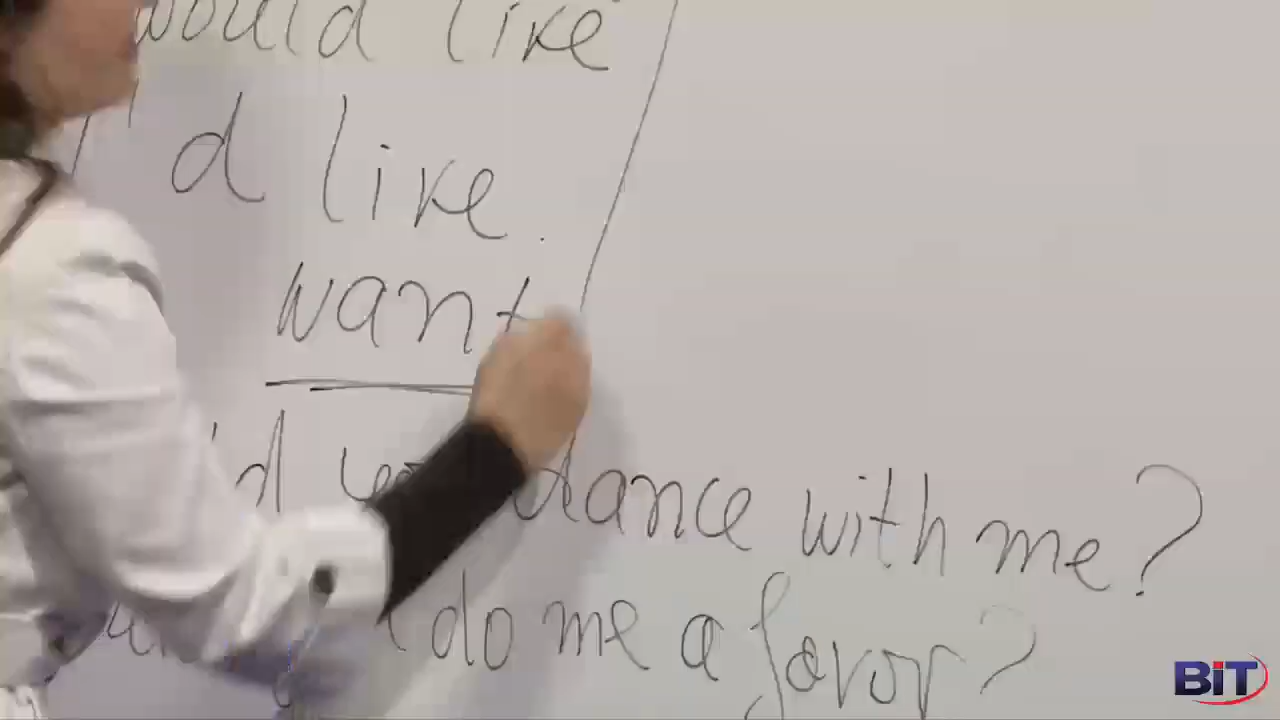 would like
'd like.
want
dance with me?
do me a favor?
BiT